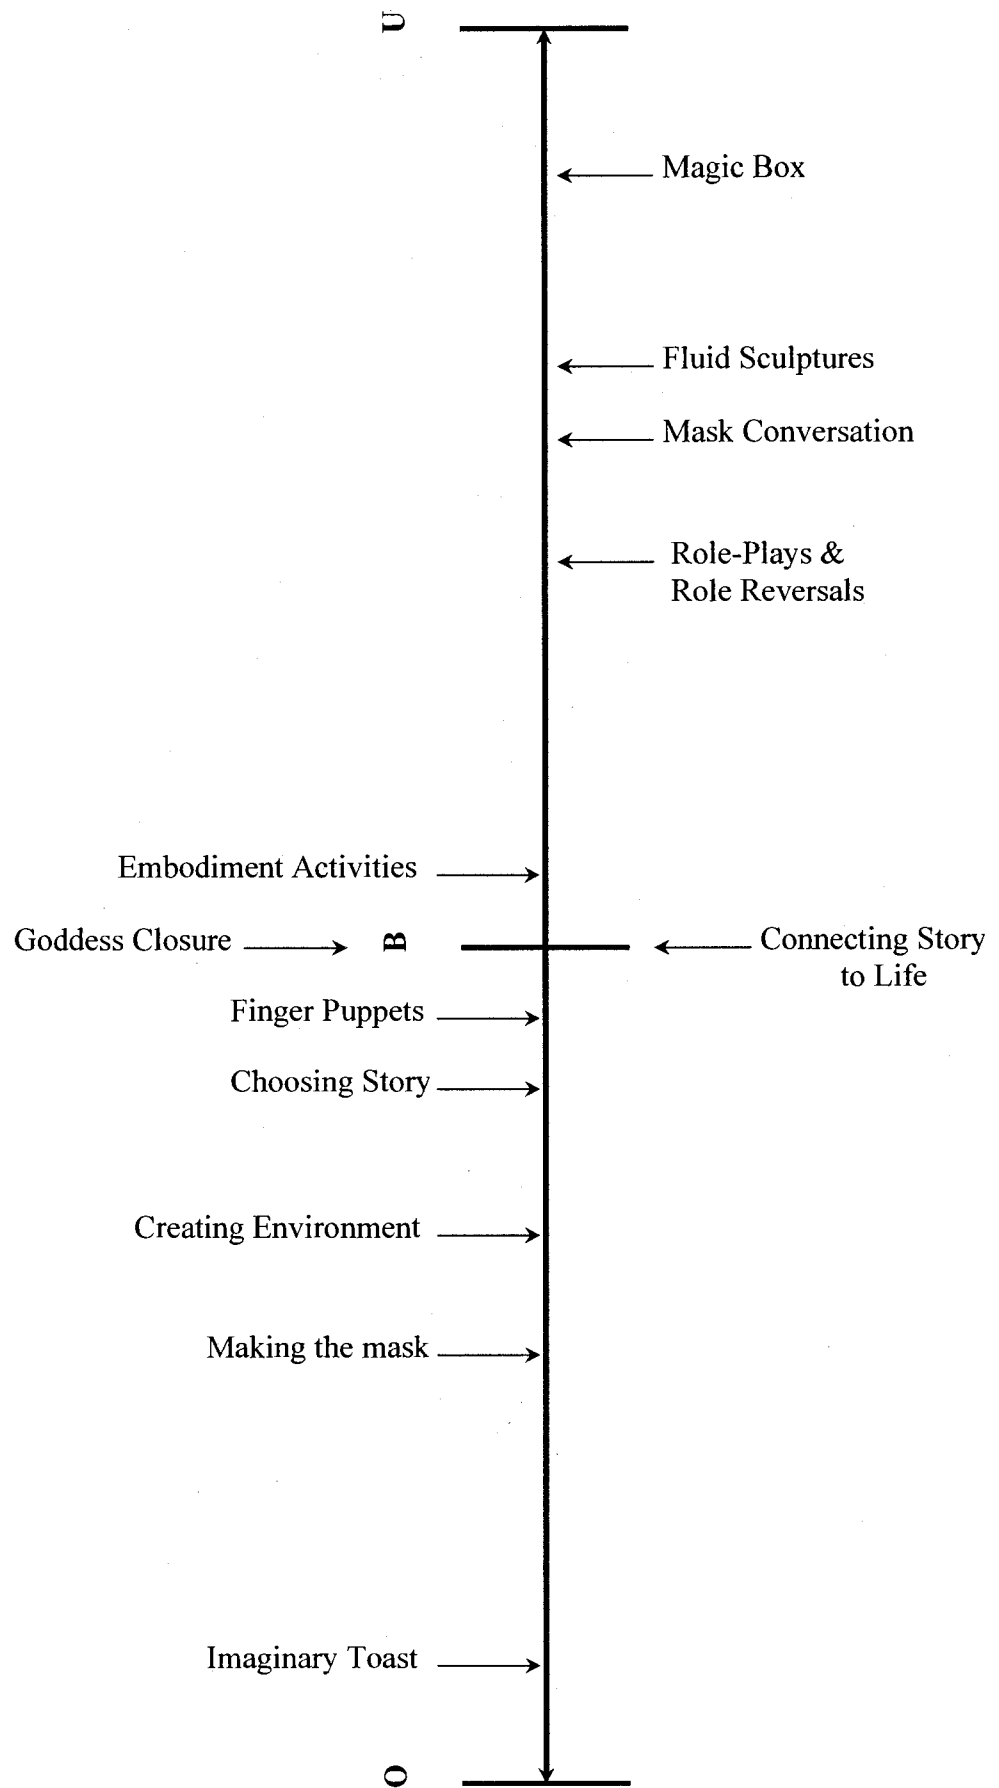 U
Magic Box
Fluid Sculptures
Mask Conversation
Role-Plays &
Role Reversals
Embodiment Activities
Goddess Closure
B
Connecting Story
to Life
Finger Puppets
Choosing Story
Creating Environment
Making the mask
Imaginary Toast
O